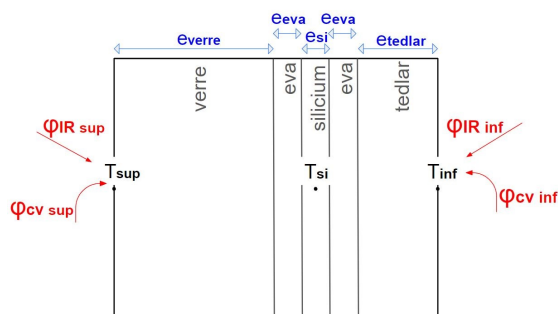 eeva eeva
everre esi etedlar
verre eva silicium eva tedlar
φIR sup φIR inf
Tsup Tsi Tinf
φcv sup φcv inf